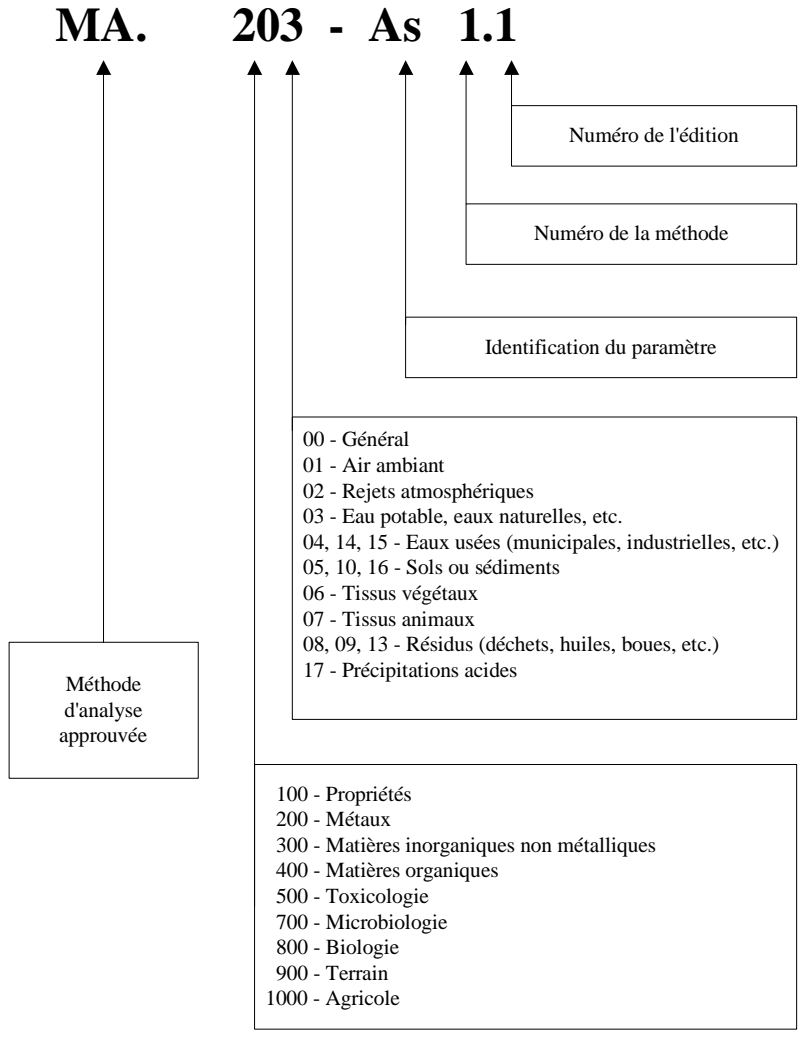 MA. 203 - As 1.1
Numéro de l'édition
Numéro de la méthode
Identification du paramètre
00 - Général
01 - Air ambiant
02 - Rejets atmosphériques
03 - Eau potable, eaux naturelles, etc.
04, 14, 15 - Eaux usées (municipales, industrielles, etc.)
05, 10, 16 - Sols ou sédiments
06 - Tissus végétaux
07 - Tissus animaux
08, 09, 13 - Résidus (déchets, huiles, boues, etc.)
17 - Précipitations acides
Méthode
d'analyse
approuvée
100 - Propriétés
200 - Métaux
300 - Matières inorganiques non métalliques
400 - Matières organiques
500 - Toxicologie
700 - Microbiologie
800 - Biologie
900 - Terrain
1000 - Agricole